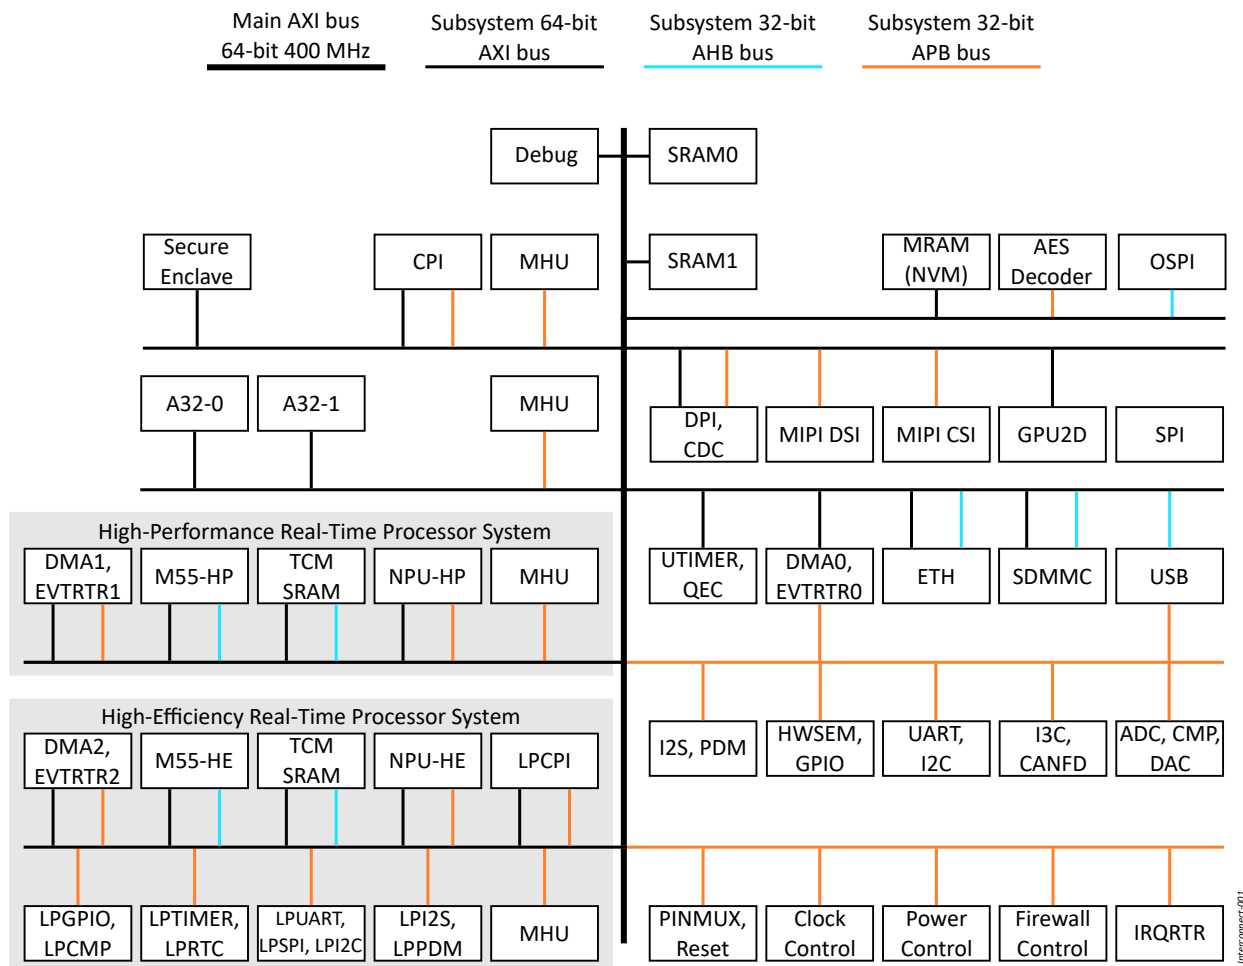 Main AXI bus
64-bit 400 MHz
Subsystem 64-bit
AXI bus
Subsystem 32-bit
AHB bus
Subsystem 32-bit
APB bus
Debug
SRAM0
Secure
Enclave
CPI
MHU
SRAM1
MRAM
(NVM)
AES
Decoder
OSPI
A32-0
A32-1
MHU
DPI,
CDC
MIPI DSI
MIPI CSI
GPU2D
SPI
High-Performance Real-Time Processor System
DMA1,
EVTRTR1
M55-HP
TCM
SRAM
NPU-HP
MHU
UTIMER,
QEC
DMA0,
EVTRTR0
ETH
SDMMC
USB
High-Efficiency Real-Time Processor System
DMA2,
EVTRTR2
M55-HE
TCM
SRAM
NPU-HE
LPCPI
I2S, PDM
HWSEM,
GPIO
UART,
I2C
I3C,
CANFD
ADC, CMP,
DAC
LPGPIO,
LPCMP
LPTIMER,
LPRTC
LPUART,
LPSPI, LPI2C
LPI2S,
LPPDM
MHU
PINMUX,
Reset
Clock
Control
Power
Control
Firewall
Control
IRQRTR
Interconnect-001